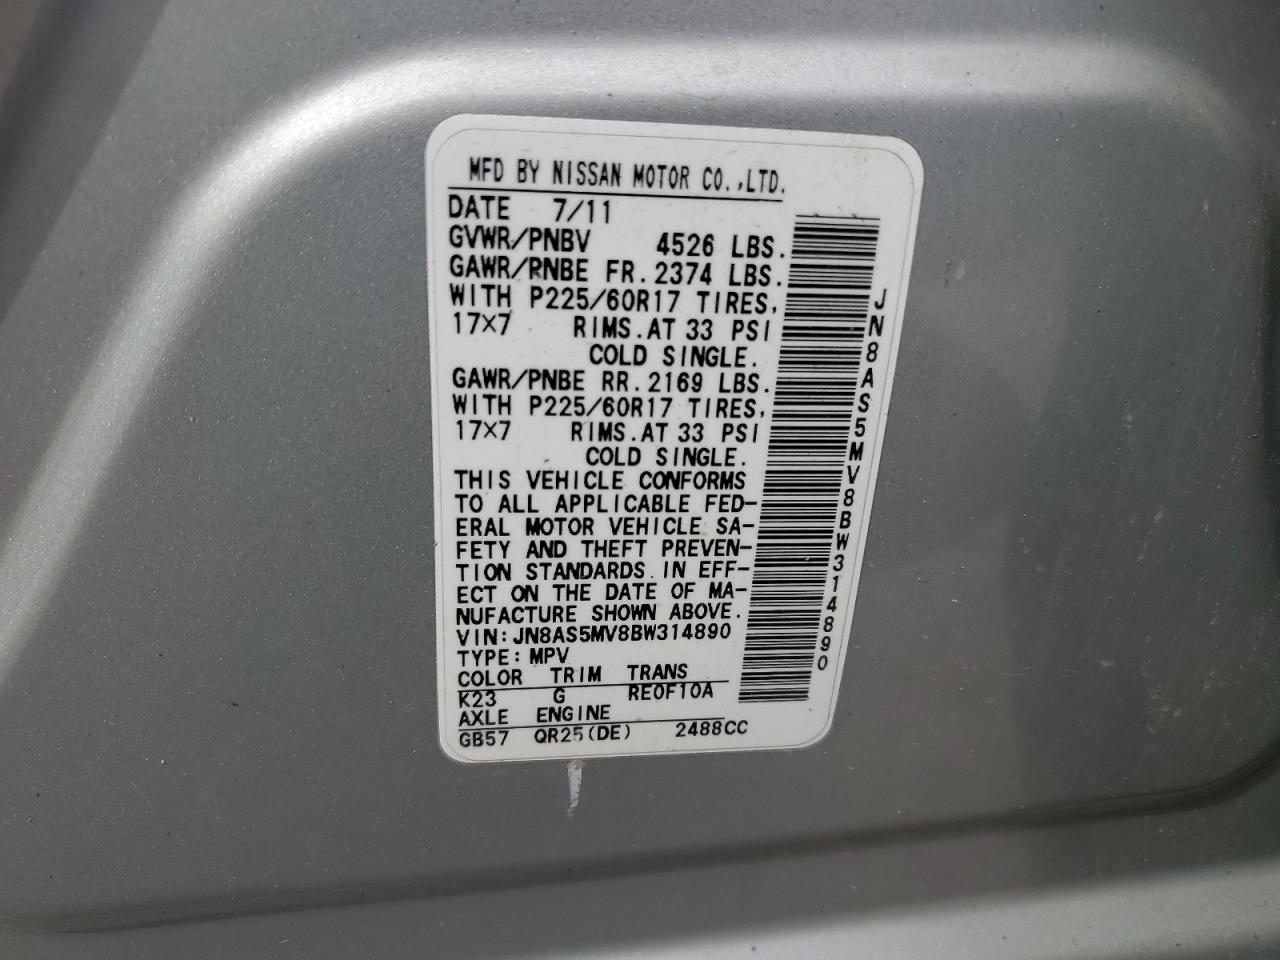 MFD BY NISSAN MOTOR CO.,LTD.
DATE 7/11
GVWR/PNBV 4526 LBS.
GAWR/PNBE FR. 2374 LBS.
WITH P225/60R17 TIRES,
17×7 RIMS.AT 33 PSI
COLD SINGLE.
GAWR/PNBE RR. 2169 LBS.
WITH P225/60R17 TIRES,
17×7 RIMS.AT 33 PSI
COLD SINGLE.
THIS VEHICLE CONFORMS
TO ALL APPLICABLE FED-
ERAL MOTOR VEHICLE SA-
FETY AND THEFT PREVEN-
TION STANDARDS. IN EFF-
ECT ON THE DATE OF MA-
NUFACTURE SHOWN ABOVE.
VIN:JN8AS5MV8BW314890
TYPE:MPV
COLOR TRIM TRANS
K23 G RE0F10A
AXLE ENGINE
GB57 QR25(DE) 2488CC
JN8AS5MV8BW314890